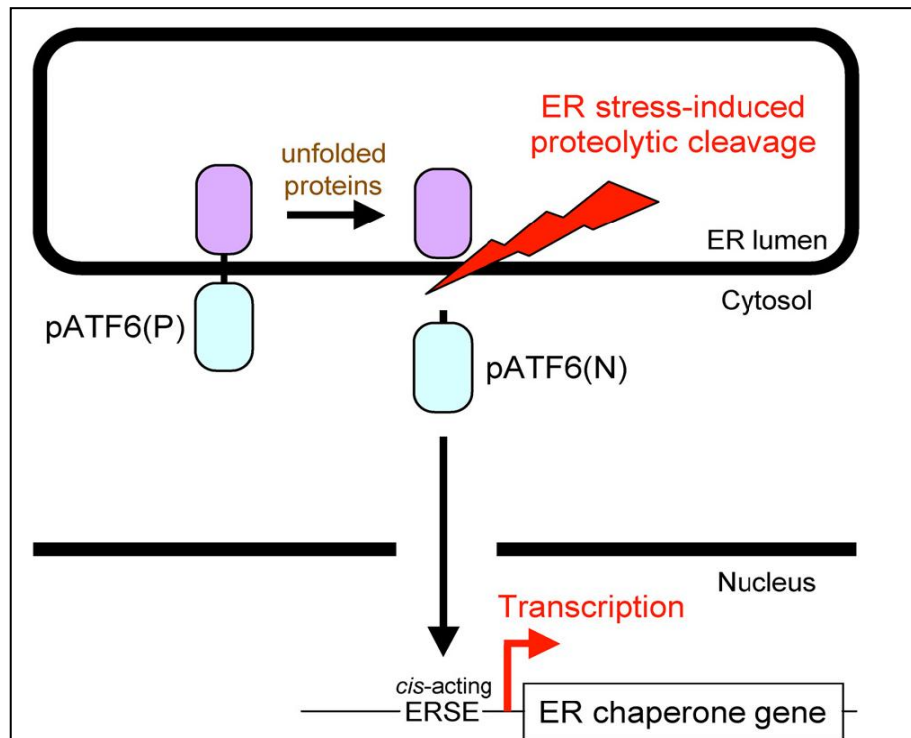 ER stress-induced
proteolytic cleavage
unfolded
proteins
ER lumen
Cytosol
pATF6(P)
pATF6(N)
Nucleus
Transcription
cis-acting
ERSE
ER chaperone gene